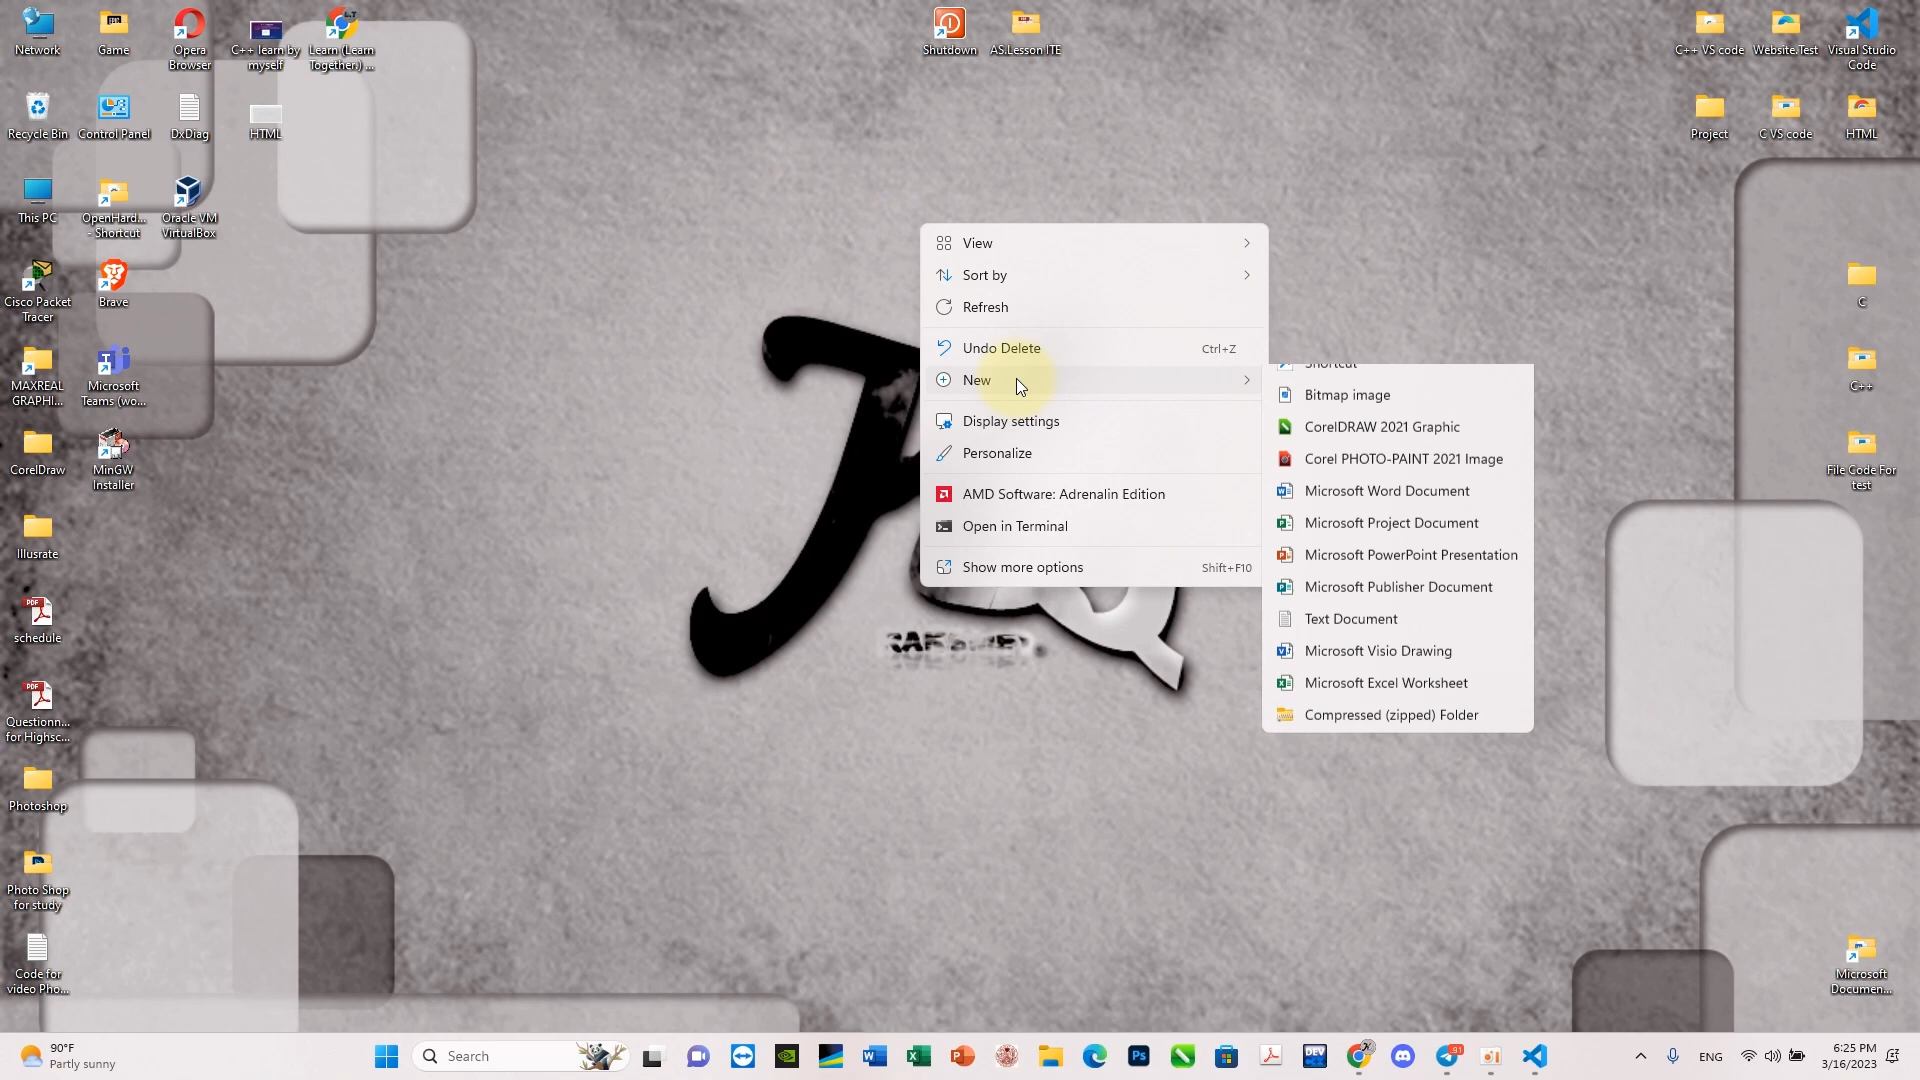 Network
Game
Opera
Browser
C++ learn by
myself
Learn (Learn
Together.) ...
Shutdown
AS.Lesson ITE
C++ VS code
Website.Test
Visual Studio
Code
Recycle Bin
Control Panel
DxDiag
HTML
Project
C VS code
HTML
This PC
OpenHard...
- Shortcut
Oracle VM
VirtualBox
Cisco Packet
Tracer
Brave
C
MAXREAL
GRAPHI...
Microsoft
Teams (wo...
C++
CorelDraw
MinGW
Installer
File Code For
test
Illusrate
schedule
Questionn...
for Highsc...
Photoshop
Photo Shop
for study
Code for
video Pho...
Microsoft
Documen...
View
Sort by
Refresh
Undo Delete Ctrl+Z
New
Display settings
Personalize
AMD Software: Adrenalin Edition
Open in Terminal
Show more options Shift+F10
Shortcut
Bitmap image
CorelDRAW 2021 Graphic
Corel PHOTO-PAINT 2021 Image
Microsoft Word Document
Microsoft Project Document
Microsoft PowerPoint Presentation
Microsoft Publisher Document
Text Document
Microsoft Visio Drawing
Microsoft Excel Worksheet
Compressed (zipped) Folder
90°F
Partly sunny
Search
ENG
6:25 PM
3/16/2023